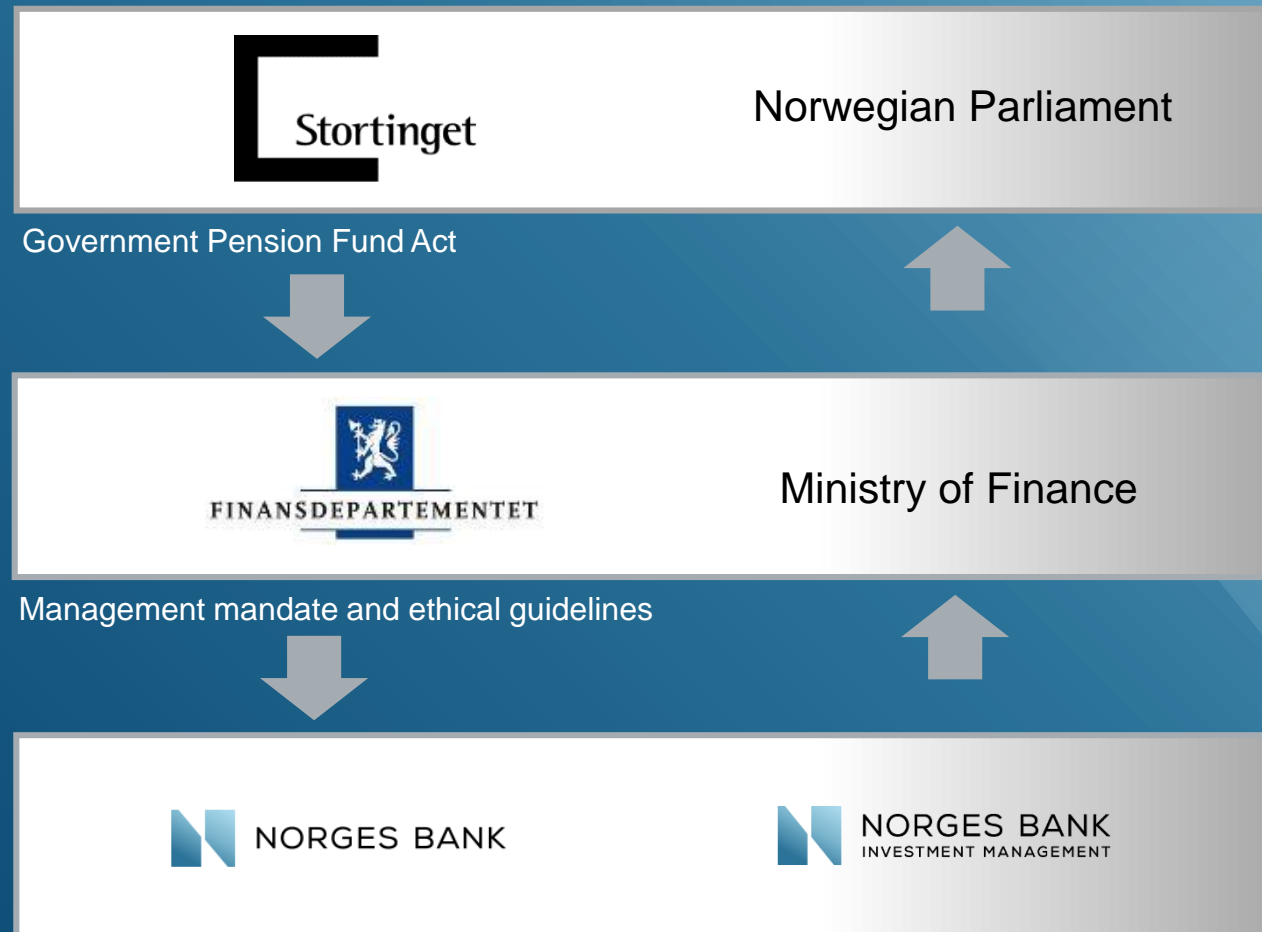 Stortinget
Norwegian Parliament
Government Pension Fund Act
FINANSDEPARTEMENTET
Ministry of Finance
Management mandate and ethical guidelines
NORGES BANK
NORGES BANK
INVESTMENT MANAGEMENT